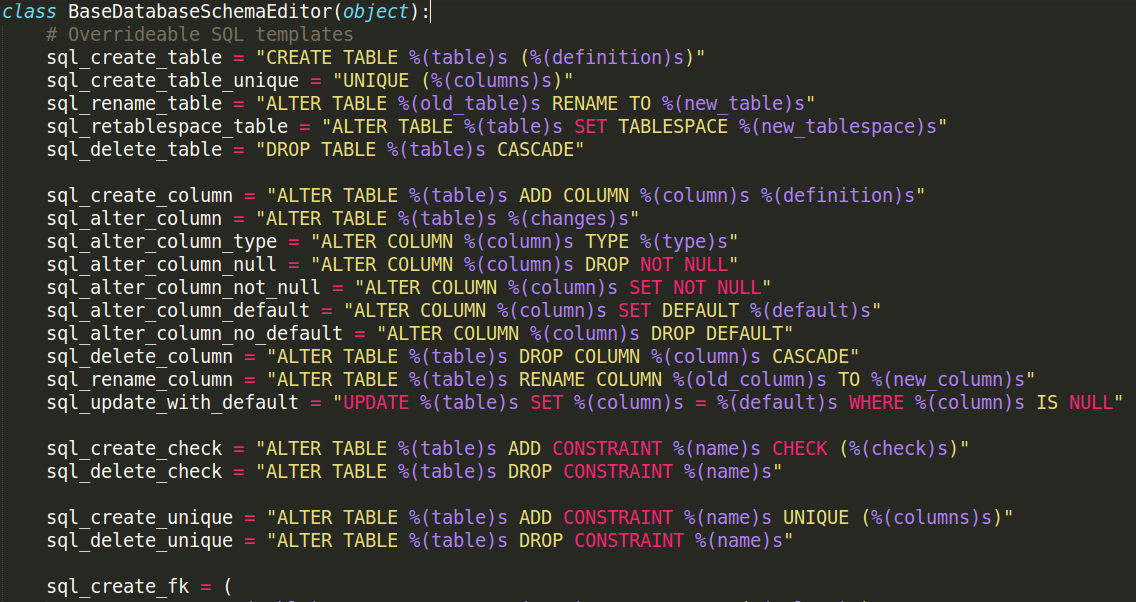 class BaseDatabaseSchemaEditor(object):
    # Overrideable SQL templates
    sql_create_table = "CREATE TABLE %(table)s (%(definition)s)"
    sql_create_table_unique = "UNIQUE (%(columns)s)"
    sql_rename_table = "ALTER TABLE %(old_table)s RENAME TO %(new_table)s"
    sql_retablespace_table = "ALTER TABLE %(table)s SET TABLESPACE %(new_tablespace)s"
    sql_delete_table = "DROP TABLE %(table)s CASCADE"

    sql_create_column = "ALTER TABLE %(table)s ADD COLUMN %(column)s %(definition)s"
    sql_alter_column = "ALTER TABLE %(table)s %(changes)s"
    sql_alter_column_type = "ALTER COLUMN %(column)s TYPE %(type)s"
    sql_alter_column_null = "ALTER COLUMN %(column)s DROP NOT NULL"
    sql_alter_column_not_null = "ALTER COLUMN %(column)s SET NOT NULL"
    sql_alter_column_default = "ALTER COLUMN %(column)s SET DEFAULT %(default)s"
    sql_alter_column_no_default = "ALTER COLUMN %(column)s DROP DEFAULT"
    sql_delete_column = "ALTER TABLE %(table)s DROP COLUMN %(column)s CASCADE"
    sql_rename_column = "ALTER TABLE %(table)s RENAME COLUMN %(old_column)s TO %(new_column)s"
    sql_update_with_default = "UPDATE %(table)s SET %(column)s = %(default)s WHERE %(column)s IS NULL"

    sql_create_check = "ALTER TABLE %(table)s ADD CONSTRAINT %(name)s CHECK (%(check)s)"
    sql_delete_check = "ALTER TABLE %(table)s DROP CONSTRAINT %(name)s"

    sql_create_unique = "ALTER TABLE %(table)s ADD CONSTRAINT %(name)s UNIQUE (%(columns)s)"
    sql_delete_unique = "ALTER TABLE %(table)s DROP CONSTRAINT %(name)s"

    sql_create_fk = (